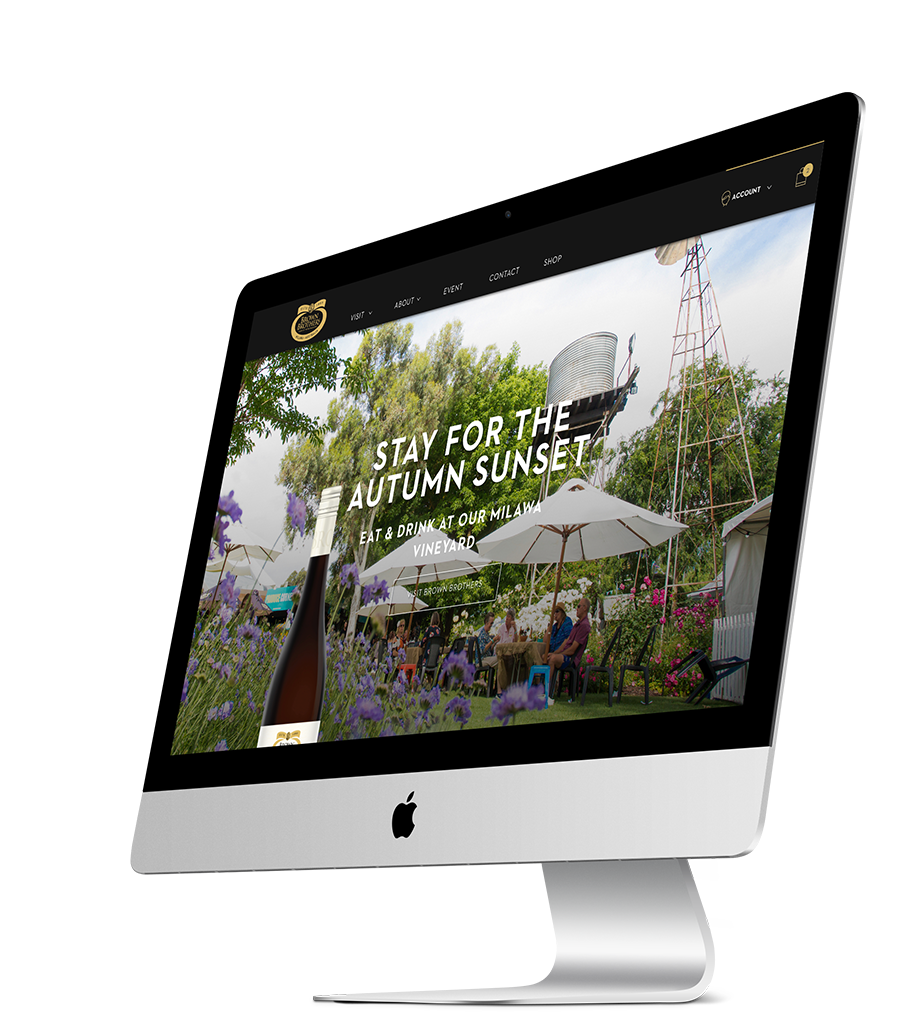 ACCOUNT
2
VISIT
ABOUT
EVENT
CONTACT
SHOP
BROWN
BROTHERS
STAY FOR THE
AUTUMN SUNSET
EAT & DRINK AT OUR MILAWA
VINEYARD
VISIT BROWN BROTHERS